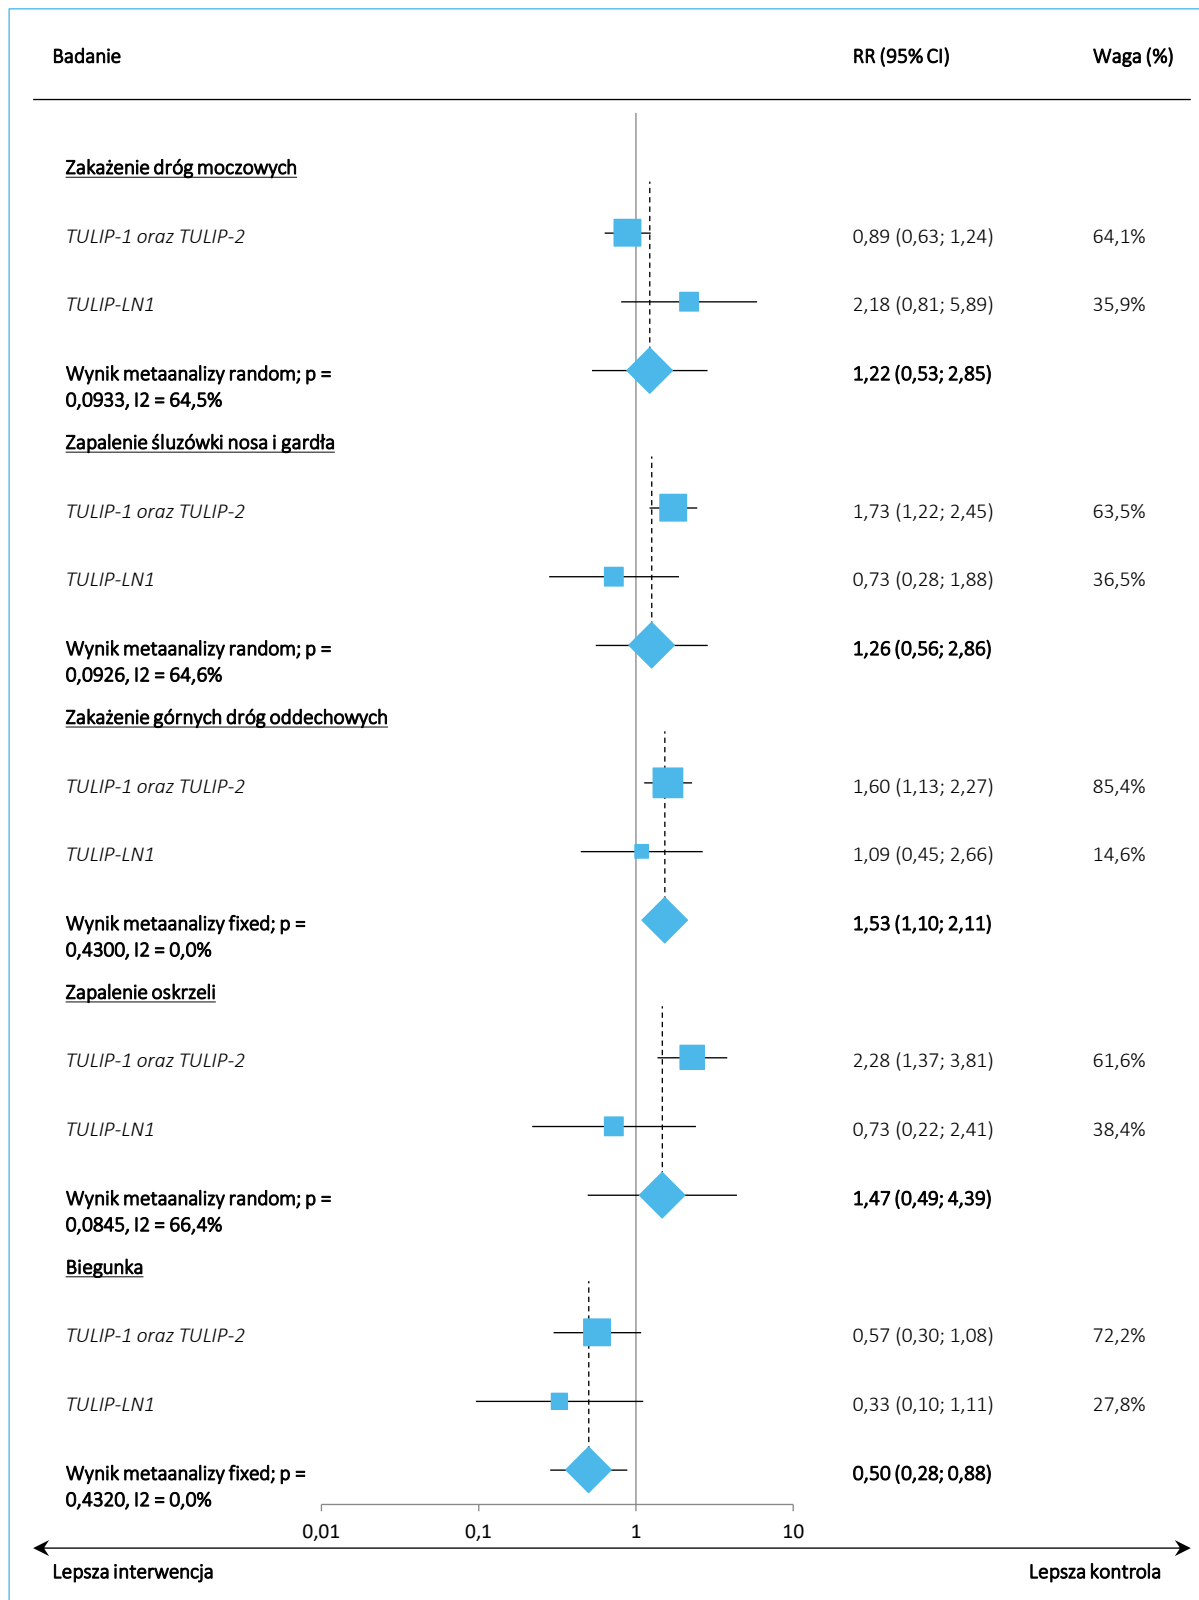 Badanie RR (95% CI) Waga (%)
Zakażenie dróg moczowych
TULIP-1 oraz TULIP-2 0,89 (0,63; 1,24) 64,1%
TULIP-LN1 2,18 (0,81; 5,89) 35,9%
Wynik metaanalizy random; p = 1,22 (0,53; 2,85)
0,0933, I2 = 64,5%
Zapalenie śluzówki nosa i gardła
TULIP-1 oraz TULIP-2 1,73 (1,22; 2,45) 63,5%
TULIP-LN1 0,73 (0,28; 1,88) 36,5%
Wynik metaanalizy random; p = 1,26 (0,56; 2,86)
0,0926, I2 = 64,6%
Zakażenie górnych dróg oddechowych
TULIP-1 oraz TULIP-2 1,60 (1,13; 2,27) 85,4%
TULIP-LN1 1,09 (0,45; 2,66) 14,6%
Wynik metaanalizy fixed; p = 1,53 (1,10; 2,11)
0,4300, I2 = 0,0%
Zapalenie oskrzeli
TULIP-1 oraz TULIP-2 2,28 (1,37; 3,81) 61,6%
TULIP-LN1 0,73 (0,22; 2,41) 38,4%
Wynik metaanalizy random; p = 1,47 (0,49; 4,39)
0,0845, I2 = 66,4%
Biegunka
TULIP-1 oraz TULIP-2 0,57 (0,30; 1,08) 72,2%
TULIP-LN1 0,33 (0,10; 1,11) 27,8%
Wynik metaanalizy fixed; p = 0,50 (0,28; 0,88)
0,4320, I2 = 0,0%
0,01 0,1 1 10
Lepsza interwencja Lepsza kontrola